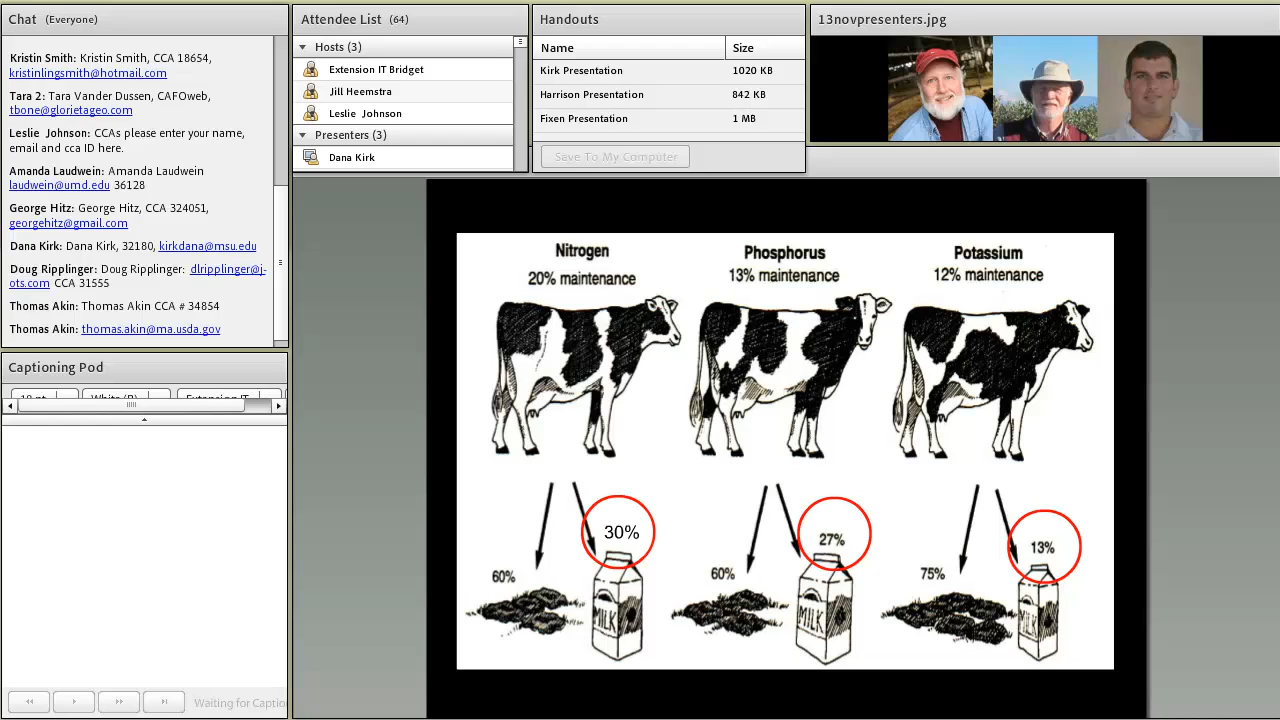 Chat (Everyone)
Kristin Smith: Kristin Smith, CCA 18654,
kristinlingsmith@hotmail.com
Tara 2: Tara Vander Dussen, CAFOweb,
tbone@glorietageo.com
Leslie Johnson: CCAs please enter your name,
email and cca ID here.
Amanda Laudwein: Amanda Laudwein
laudwein@umd.edu 36128
George Hitz: George Hitz, CCA 324051,
georgehitz@gmail.com
Dana Kirk: Dana Kirk, 32180, kirkdana@msu.edu
Doug Ripplinger: Doug Ripplinger: dlripplinger@j-
ots.com CCA 31555
Thomas Akin: Thomas Akin CCA # 34854
Thomas Akin: thomas.akin@ma.usda.gov
Captioning Pod
Waiting for Captio
Attendee List (64)
Hosts (3)
Extension IT Bridget
Jill Heemstra
Leslie Johnson
Presenters (3)
Dana Kirk
Handouts
Name Size
Kirk Presentation 1020 KB
Harrison Presentation 842 KB
Fixen Presentation 1 MB
Save To My Computer
13novpresenters.jpg
Nitrogen Phosphorus Potassium
20% maintenance 13% maintenance 12% maintenance
30% 27% 13%
60% 60% 75%
MILK MILK MILK